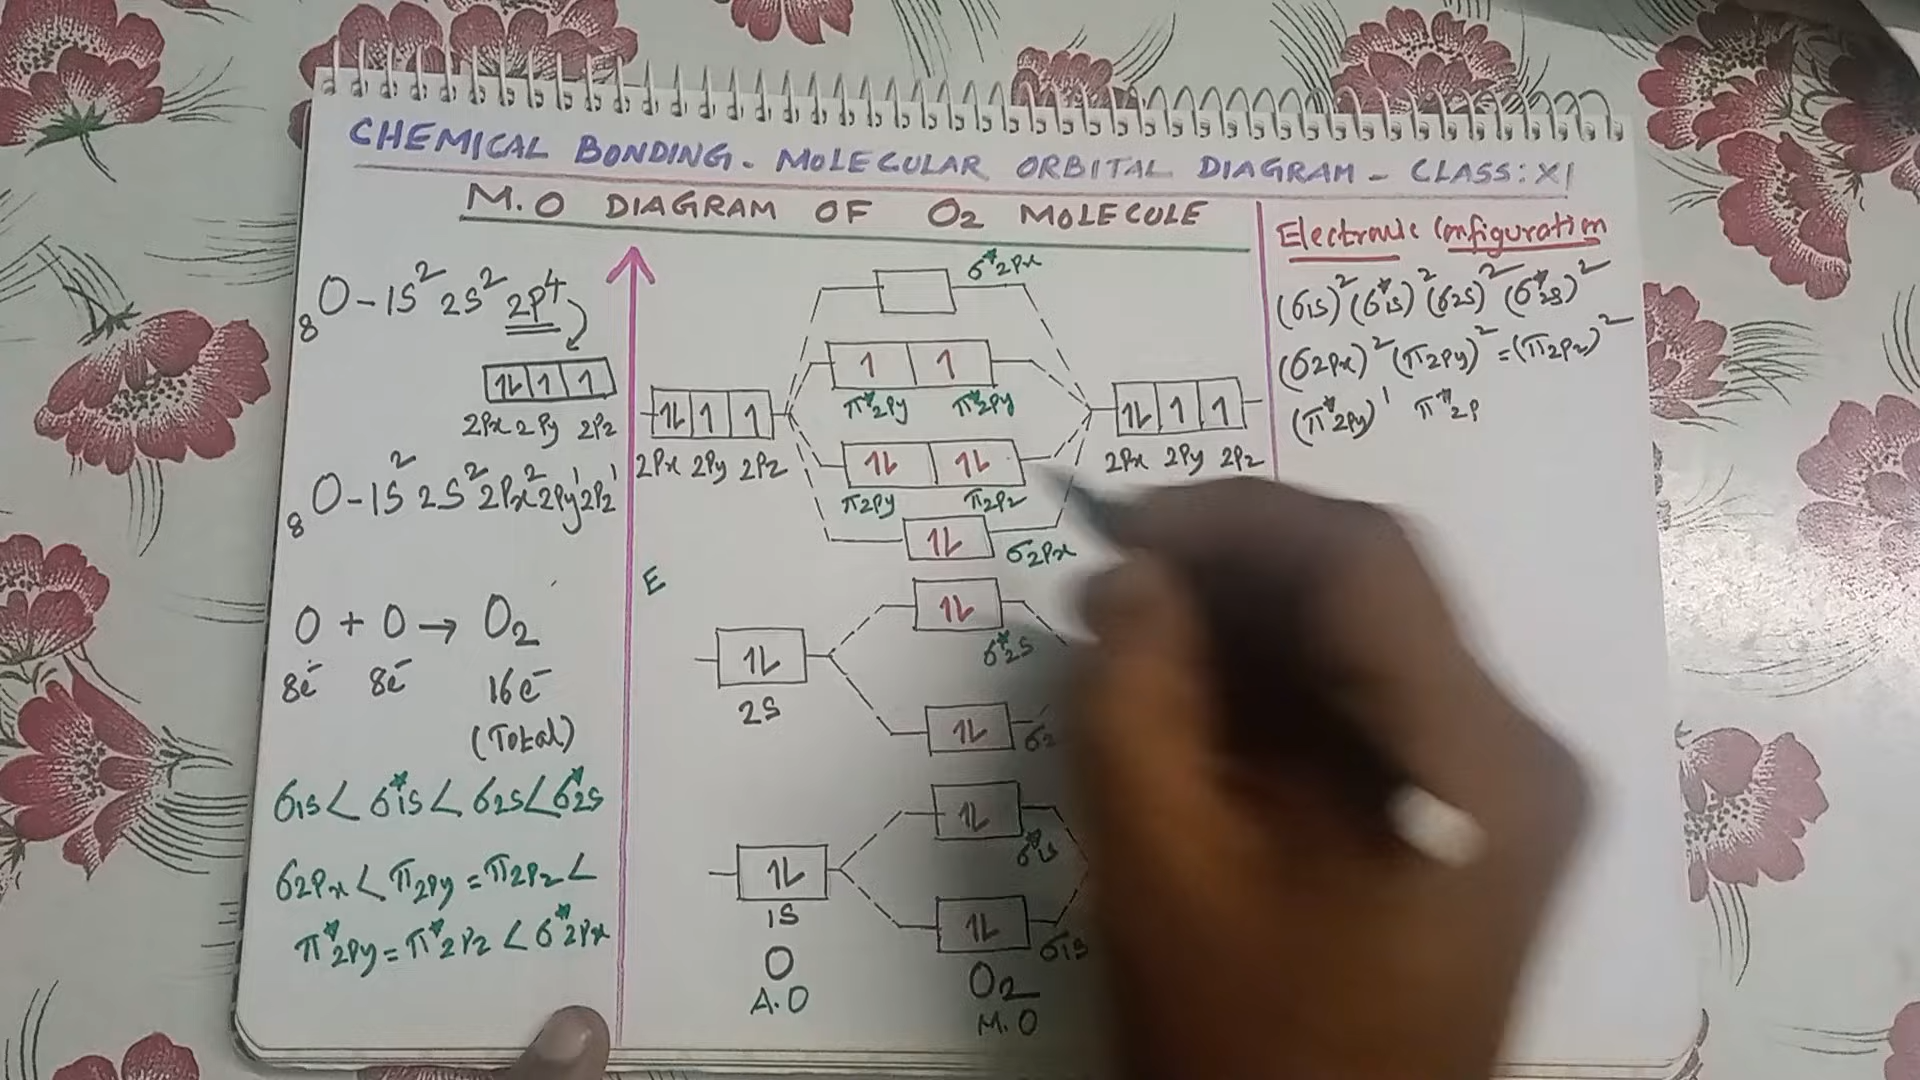 CHEMICAL BONDING - MOLECULAR ORBITAL DIAGRAM - CLASS: XI
M.O DIAGRAM OF O2 MOLECULE
₈O - 1S² 2S² 2P⁴
1L 1 1
2Px 2Py 2Pz
₈O - 1S² 2S² 2Px² 2Py¹ 2Pz¹
O + O → O2
8e⁻ 8e⁻ 16e⁻
(Total)
σ1s < σ*1s < σ2s < σ*2s
σ2Px < π2Py = π2Pz <
π*2Py = π*2Pz < σ*2Px
E
σ*2Px
1 1
π*2Py π*2Py
1L 1 1
2Px 2Py 2Pz
1L 1 1
2Px 2Py 2Pz
1L 1L
π2Py π2Pz
1L
σ2Px
1L
σ*2S
1L
2S
1L
1L
σ*1s
1L
1S
1L
σ1s
O
A.O
O2
M.O
Electronic Configuration
(σ1s)² (σ*1s)² (σ2s)² (σ*2s)²
(σ2Px)² (π2Py)² = (π2Pz)²
(π*2Py)¹ π*2P